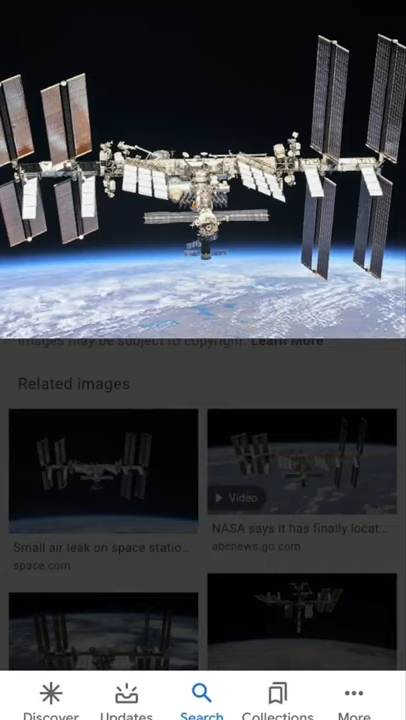 Images may be subject to copyright. Learn More
Related images
Video
Small air leak on space statio...
space.com
NASA says it has finally locat...
abcnews.go.com
Discover
Updates
Search
Collections
More